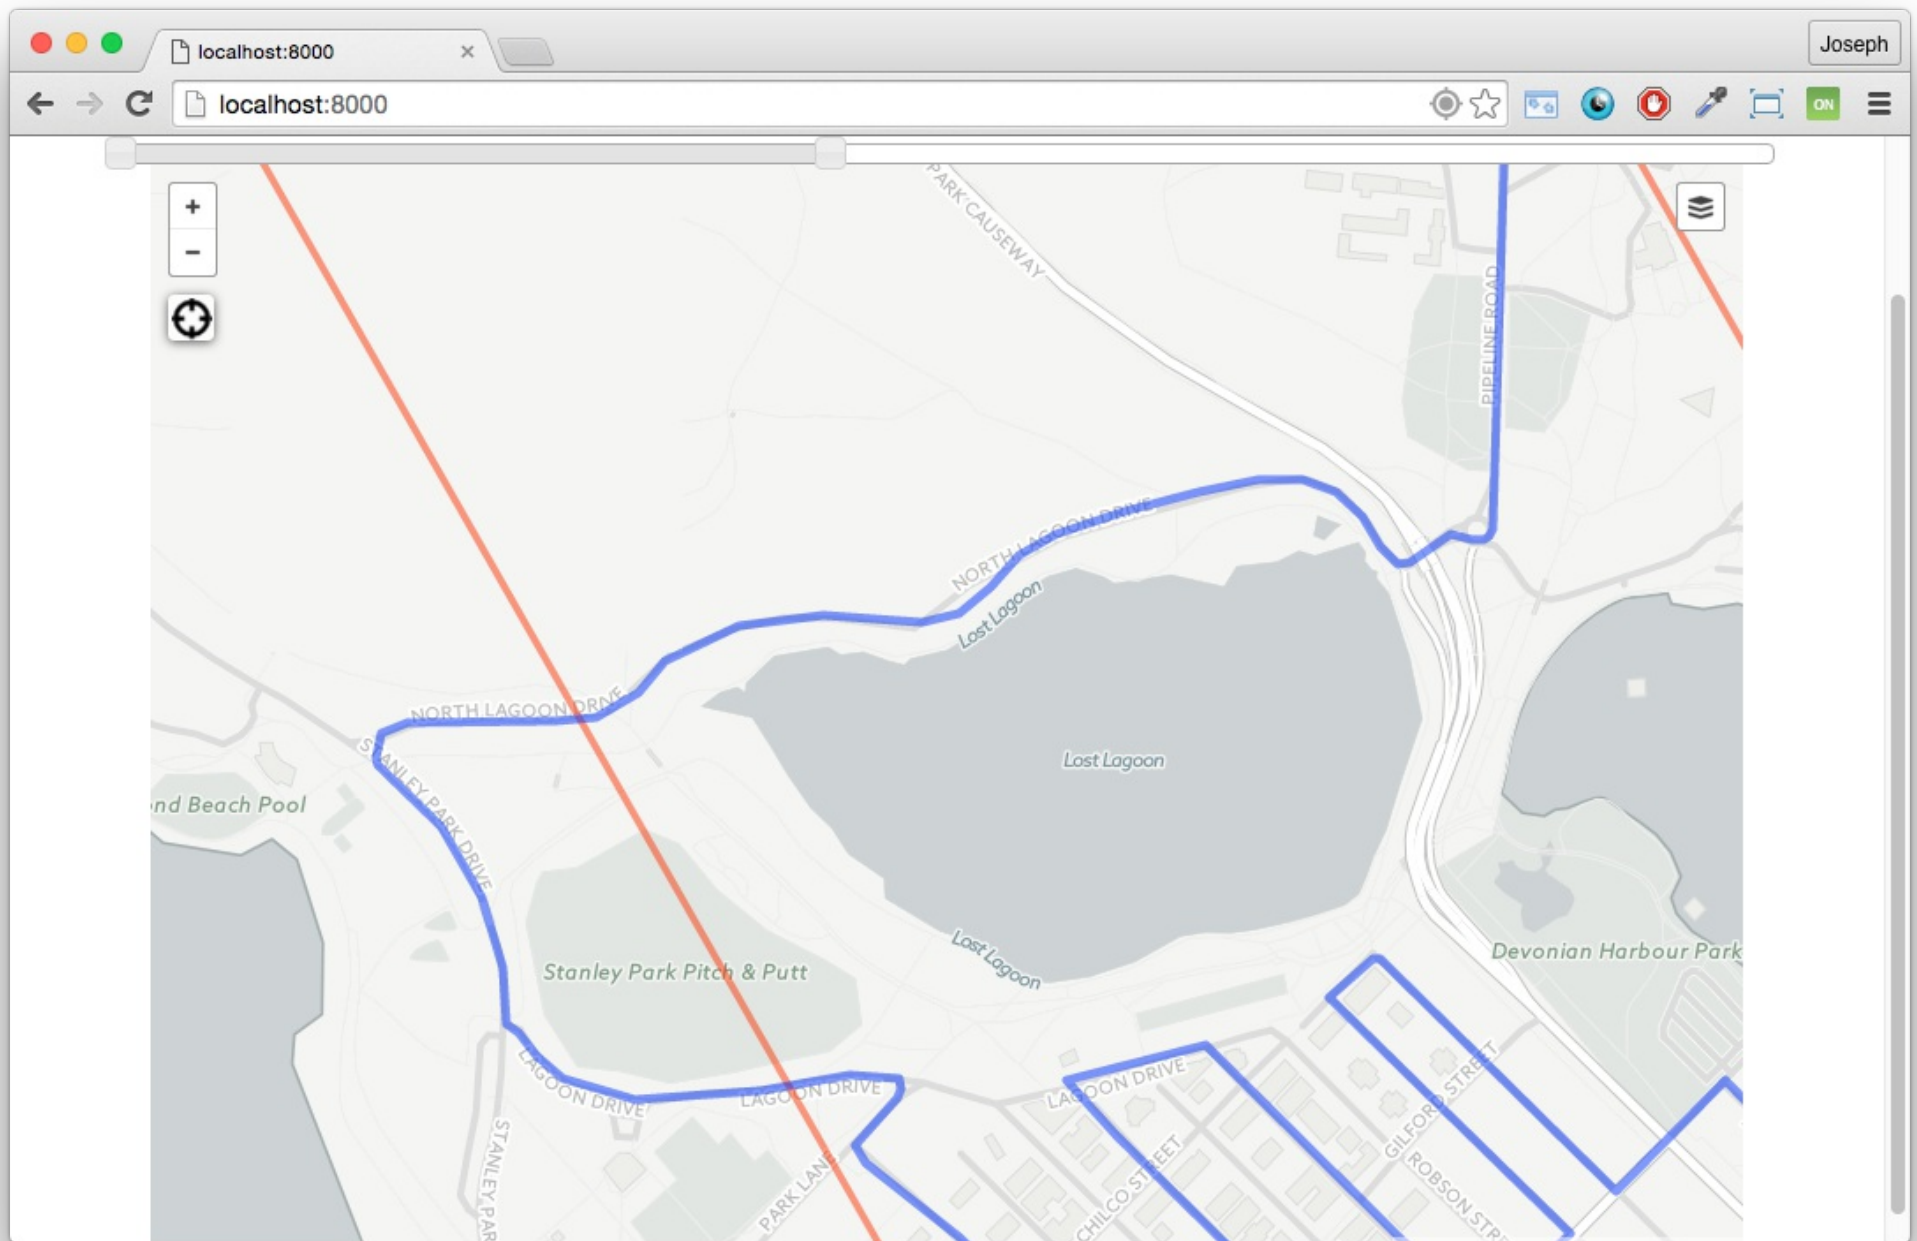 localhost:8000
Joseph
localhost:8000
ON
+
−
PARK CAUSEWAY
PIPELINE ROAD
NORTH LAGOON DRIVE
Lost Lagoon
NORTH LAGOON DRIVE
STANLEY PARK DRIVE
Lost Lagoon
nd Beach Pool
Lost Lagoon
Devonian Harbour Park
Stanley Park Pitch & Putt
LAGOON DRIVE
LAGOON DRIVE
LAGOON DRIVE
STANLEY PAR
PARK LANE
CHILCO STREET
GILFORD STREET
ROBSON STR